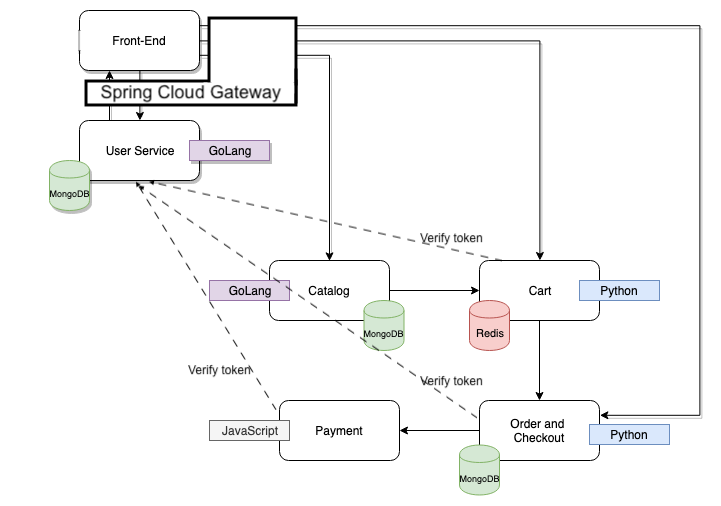 Front-End
Spring Cloud Gateway
User Service
GoLang
MongoDB
Verify token
GoLang
Catalog
Cart
Python
MongoDB
Redis
Verify token
Verify token
JavaScript
Payment
Order and
Checkout
Python
MongoDB